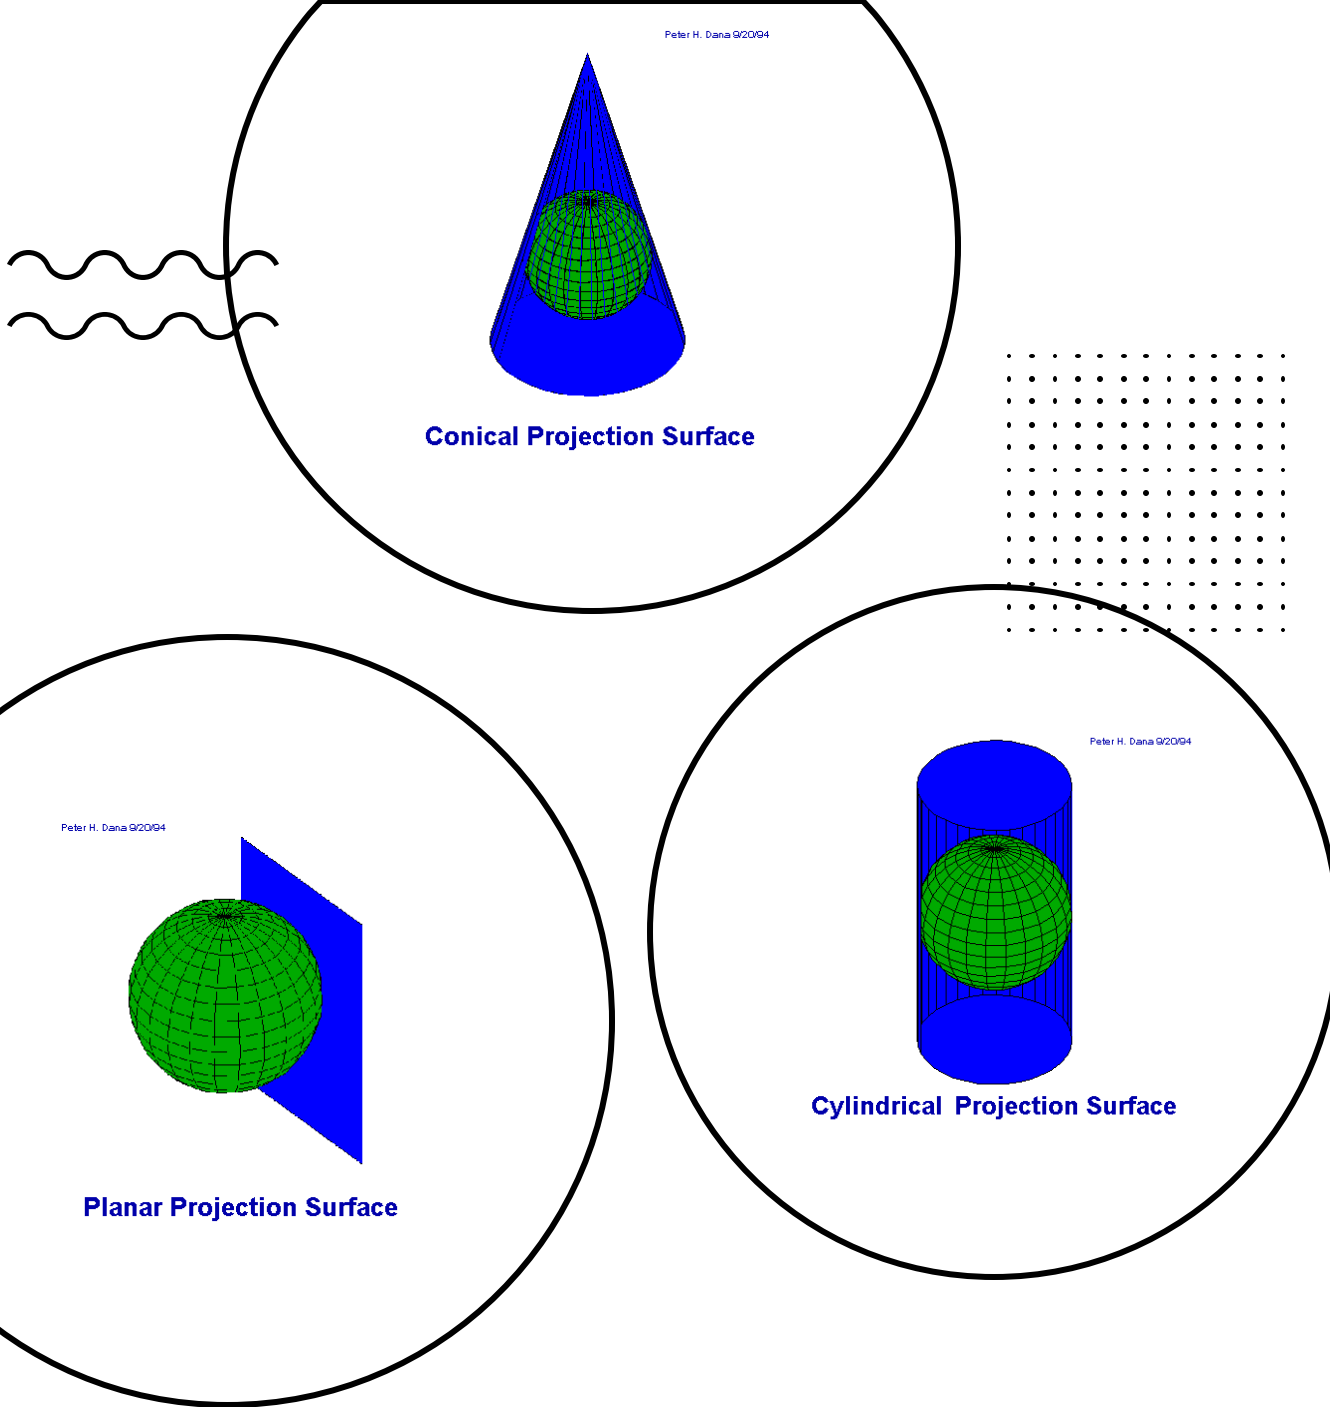 Peter H. Dana 9/20/94
Conical Projection Surface
Peter H. Dana 9/20/94
Cylindrical Projection Surface
Peter H. Dana 9/20/94
Planar Projection Surface